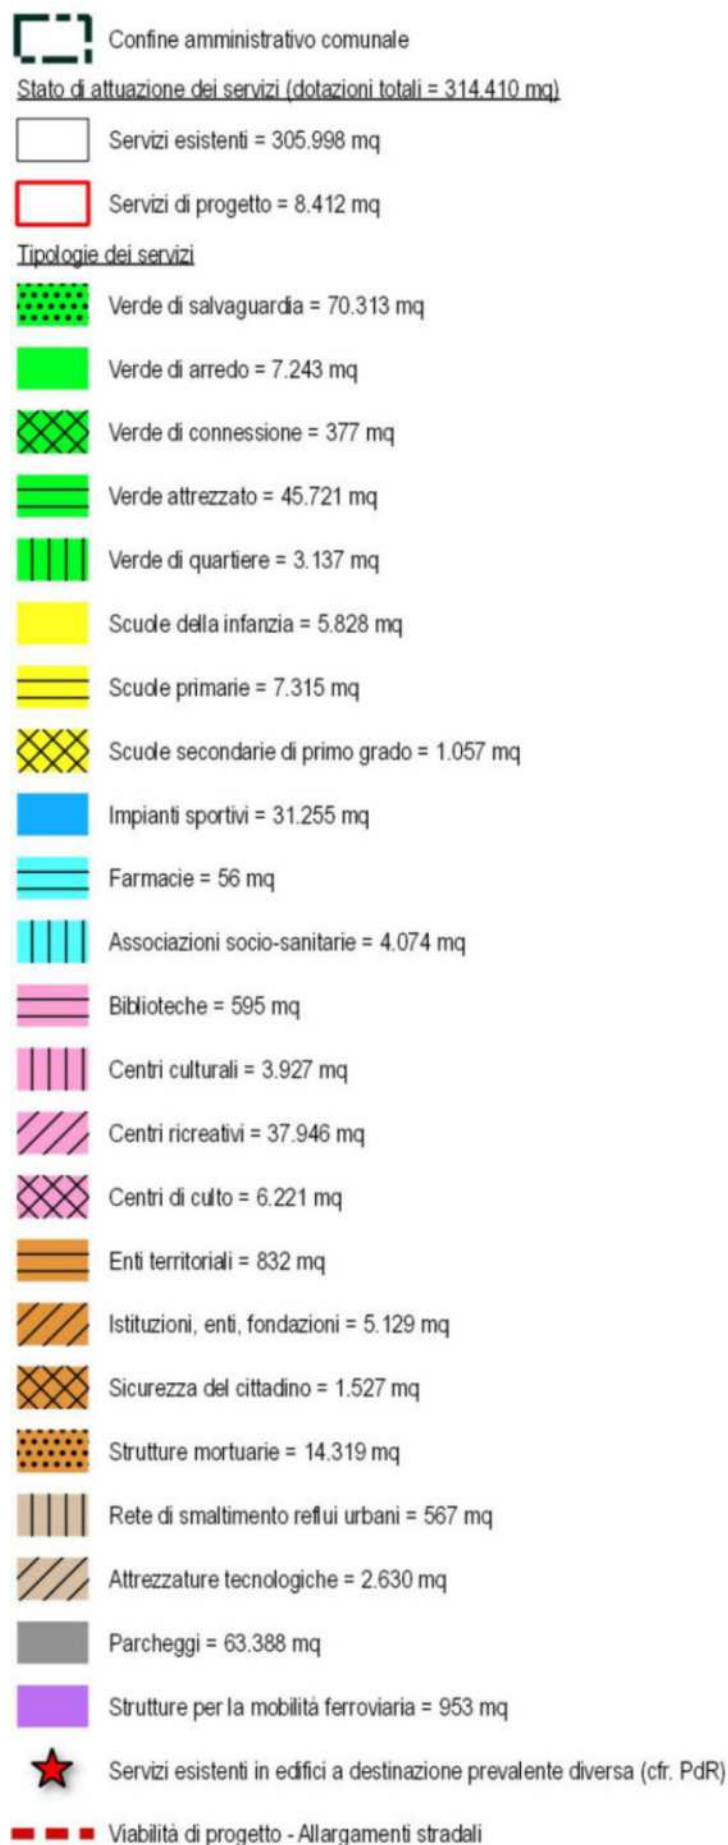 Confine amministrativo comunale
Stato di attuazione dei servizi (dotazioni totali = 314.410 mq)
Servizi esistenti = 305.998 mq
Servizi di progetto = 8.412 mq
Tipologie dei servizi
Verde di salvaguardia = 70.313 mq
Verde di arredo = 7.243 mq
Verde di connessione = 377 mq
Verde attrezzato = 45.721 mq
Verde di quartiere = 3.137 mq
Scuole della infanzia = 5.828 mq
Scuole primarie = 7.315 mq
Scuole secondarie di primo grado = 1.057 mq
Impianti sportivi = 31.255 mq
Farmacie = 56 mq
Associazioni socio-sanitarie = 4.074 mq
Biblioteche = 595 mq
Centri culturali = 3.927 mq
Centri ricreativi = 37.946 mq
Centri di culto = 6.221 mq
Enti territoriali = 832 mq
Istituzioni, enti, fondazioni = 5.129 mq
Sicurezza del cittadino = 1.527 mq
Strutture mortuarie = 14.319 mq
Rete di smaltimento reflui urbani = 567 mq
Attrezzature tecnologiche = 2.630 mq
Parcheggi = 63.388 mq
Strutture per la mobilità ferroviaria = 953 mq
Servizi esistenti in edifici a destinazione prevalente diversa (cfr. PdR)
Viabilità di progetto - Allargamenti stradali